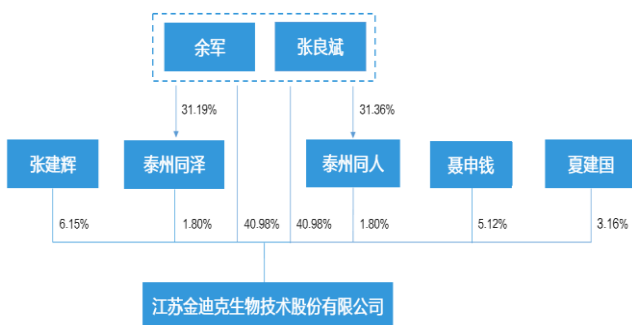 余军
张良斌
31.19%
31.36%
张建辉
泰州同泽
泰州同人
聂申钱
夏建国
6.15%
1.80%
40.98%
40.98%
1.80%
5.12%
3.16%
江苏金迪克生物技术股份有限公司